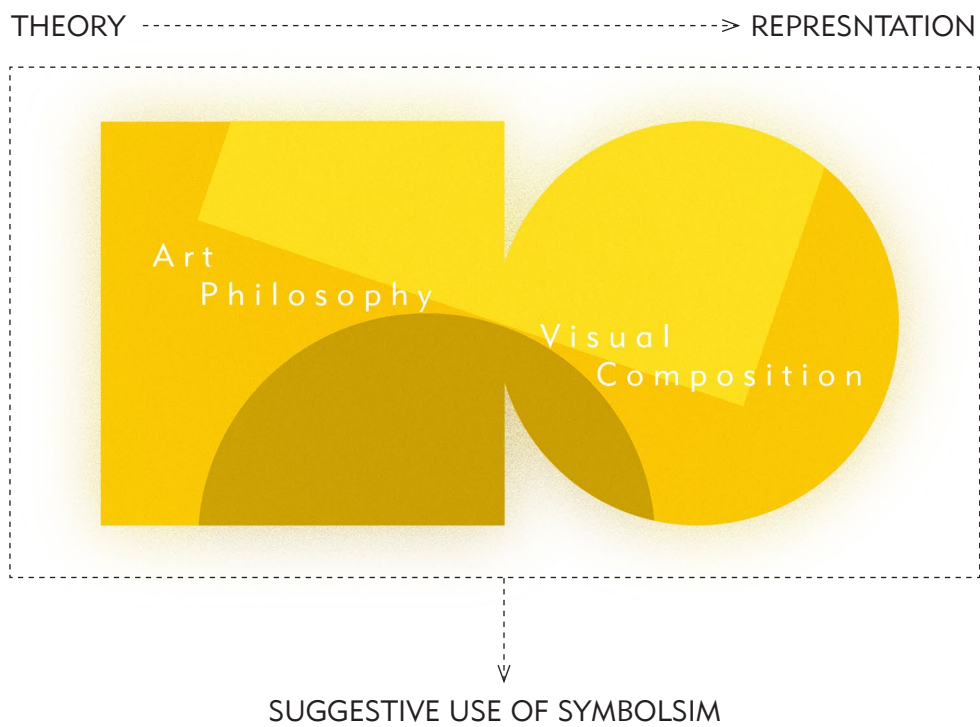 THEORY REPRESNTATION
Art
Philosophy
Visual
Composition
SUGGESTIVE USE OF SYMBOLSIM